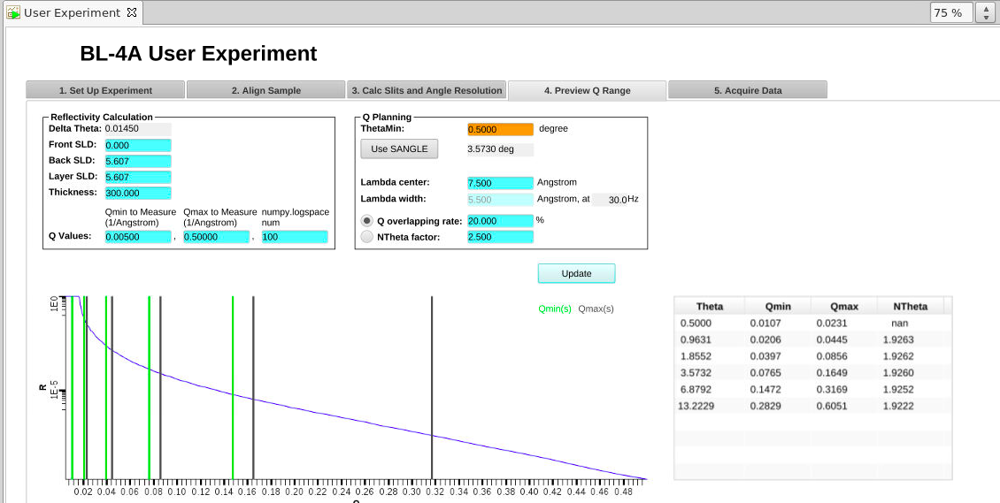 User Experiment
75 %
BL-4A User Experiment
1. Set Up Experiment
2. Align Sample
3. Calc Slits and Angle Resolution
4. Preview Q Range
5. Acquire Data
Reflectivity Calculation
Delta Theta: 0.01450
Front SLD: 0.000
Back SLD: 5.607
Layer SLD: 5.607
Thickness: 300.000
Qmin to Measure Qmax to Measure numpy.logspace
(1/Angstrom) (1/Angstrom) num
Q Values: 0.00500 , 0.50000 , 100
Q Planning
ThetaMin: 0.5000 degree
Use SANGLE 3.5730 deg
Lambda center: 7.500 Angstrom
Lambda width: 5.500 Angstrom, at 30.0Hz
Q overlapping rate: 20.000 %
NTheta factor: 2.500
Update
Qmin(s) Qmax(s)
1E0
1E-5
R
0.02 0.04 0.06 0.08 0.10 0.12 0.14 0.16 0.18 0.20 0.22 0.24 0.26 0.28 0.30 0.32 0.34 0.36 0.38 0.40 0.42 0.44 0.46 0.48
Theta Qmin Qmax NTheta
0.5000 0.0107 0.0231 nan
0.9631 0.0206 0.0445 1.9263
1.8552 0.0397 0.0856 1.9262
3.5732 0.0765 0.1649 1.9260
6.8792 0.1472 0.3169 1.9252
13.2229 0.2829 0.6051 1.9222